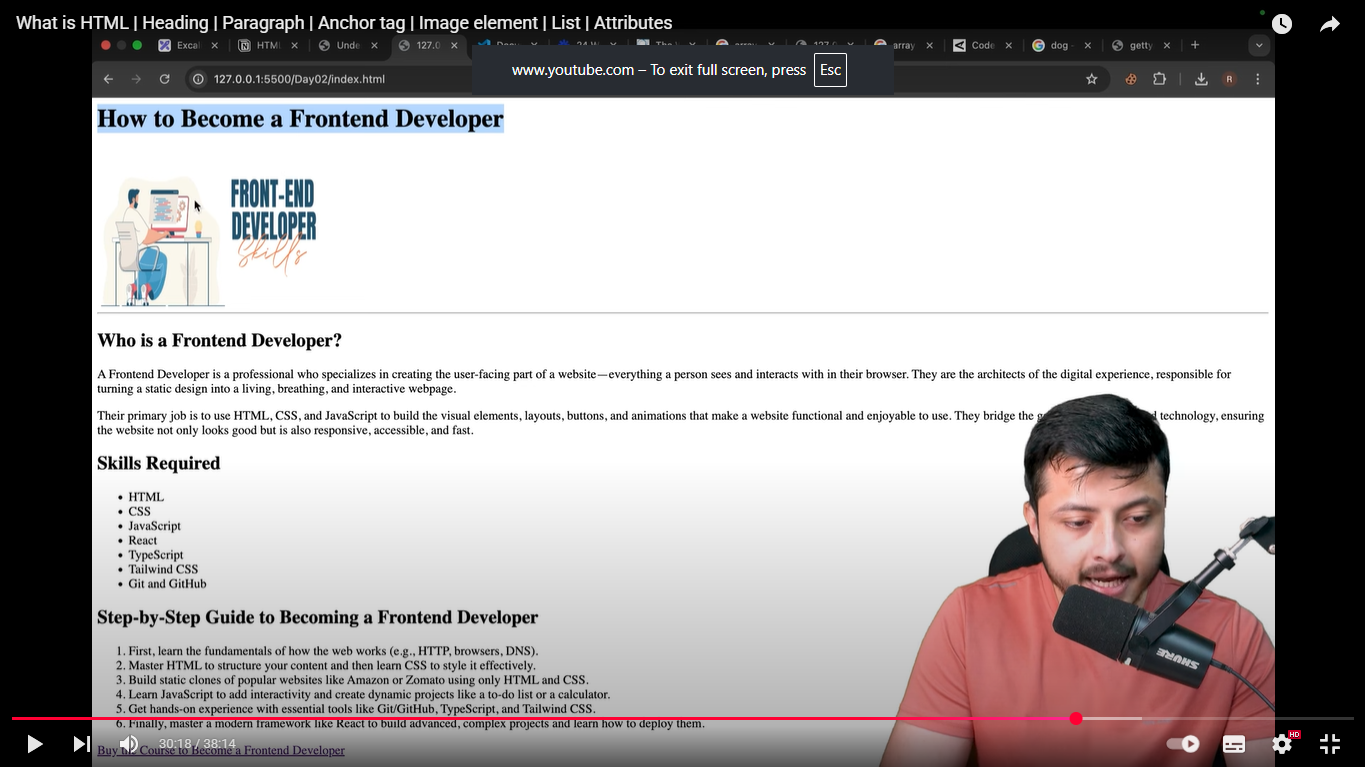 What is HTML | Heading | Paragraph | Anchor tag | Image element | List | Attributes
Excal
HTML
Unde
127.0
array
Code
dog
getty
www.youtube.com – To exit full screen, press Esc
127.0.0.1:5500/Day02/index.html
R
How to Become a Frontend Developer
FRONT-END
DEVELOPER
Skills
Who is a Frontend Developer?
A Frontend Developer is a professional who specializes in creating the user-facing part of a website—everything a person sees and interacts with in their browser. They are the architects of the digital experience, responsible for
turning a static design into a living, breathing, and interactive webpage.
Their primary job is to use HTML, CSS, and JavaScript to build the visual elements, layouts, buttons, and animations that make a website functional and enjoyable to use. They bridge the technology, ensuring
the website not only looks good but is also responsive, accessible, and fast.
Skills Required
• HTML
• CSS
• JavaScript
• React
• TypeScript
• Tailwind CSS
• Git and GitHub
Step-by-Step Guide to Becoming a Frontend Developer
1. First, learn the fundamentals of how the web works (e.g., HTTP, browsers, DNS).
2. Master HTML to structure your content and then learn CSS to style it effectively.
3. Build static clones of popular websites like Amazon or Zomato using only HTML and CSS.
4. Learn JavaScript to add interactivity and create dynamic projects like a to-do list or a calculator.
5. Get hands-on experience with essential tools like Git/GitHub, TypeScript, and Tailwind CSS.
6. Finally, master a modern framework like React to build advanced, complex projects and learn how to deploy them.
Buy the Course to Become a Frontend Developer
SHURE
30:18 / 38:14
HD